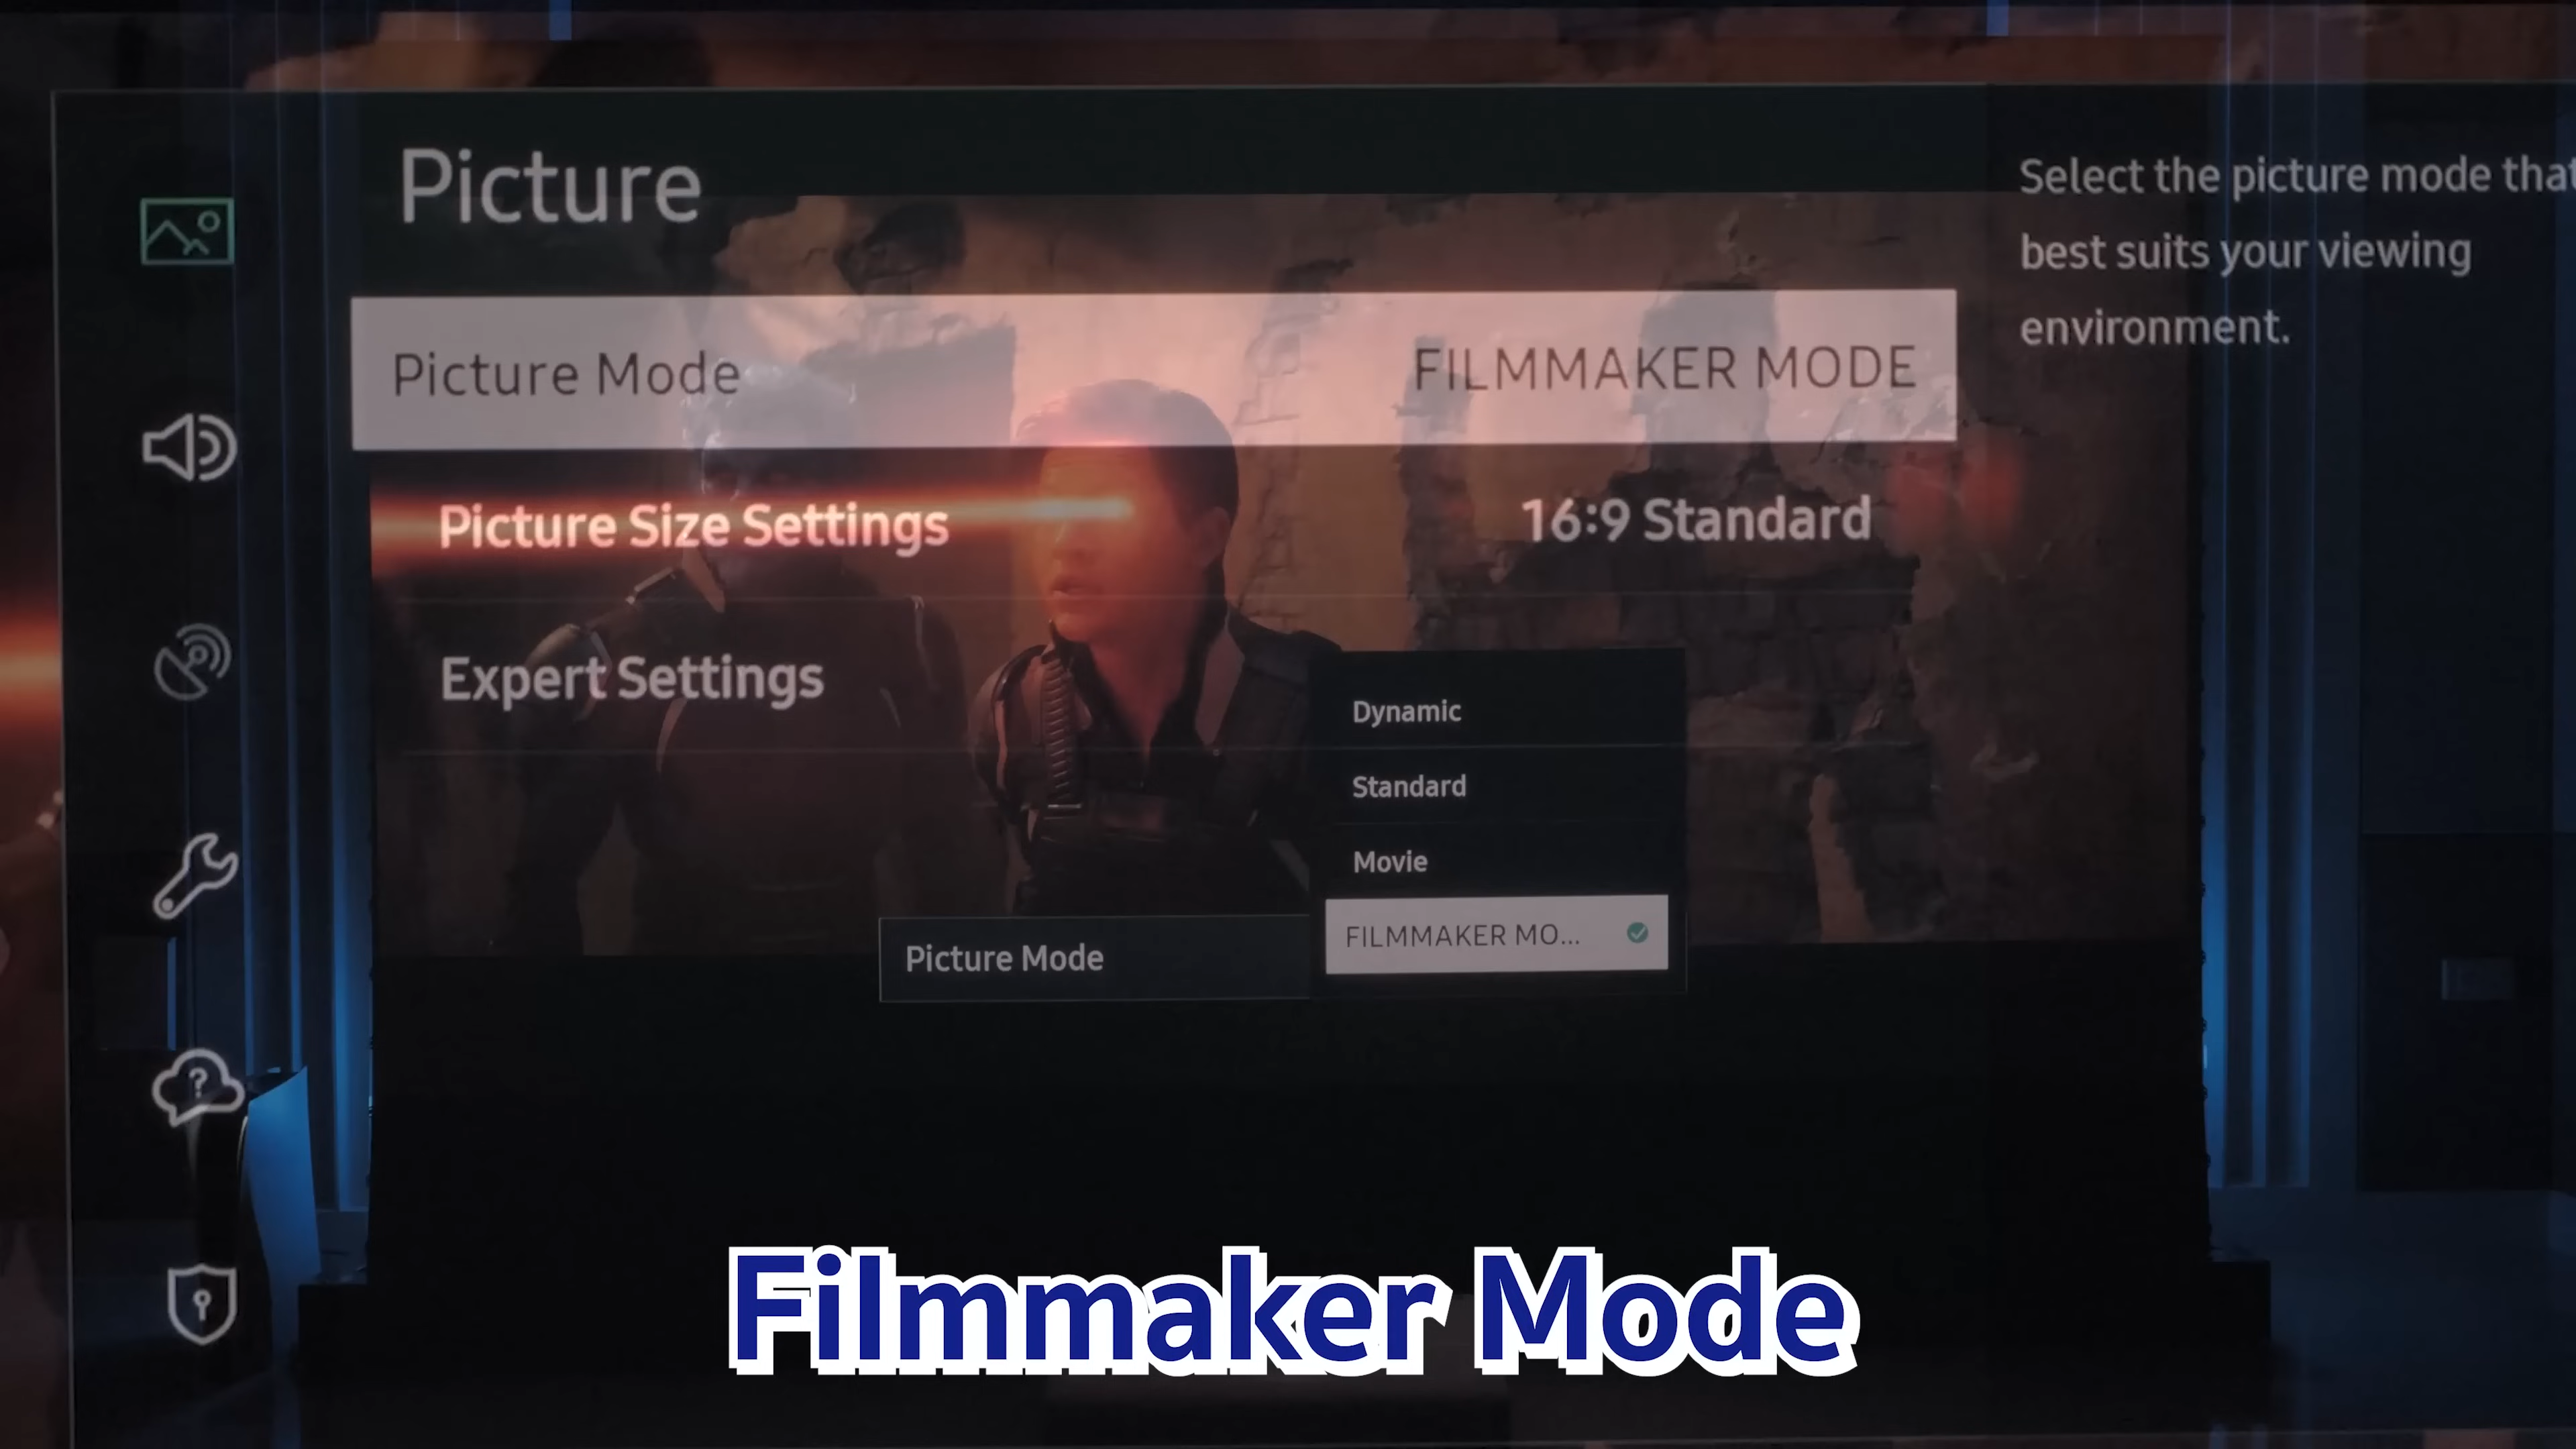 Picture
Select the picture mode that
best suits your viewing
environment.
Picture Mode
FILMMAKER MODE
Picture Size Settings
16:9 Standard
Expert Settings
Dynamic
Standard
Movie
FILMMAKER MO...
Picture Mode
?
Filmmaker Mode